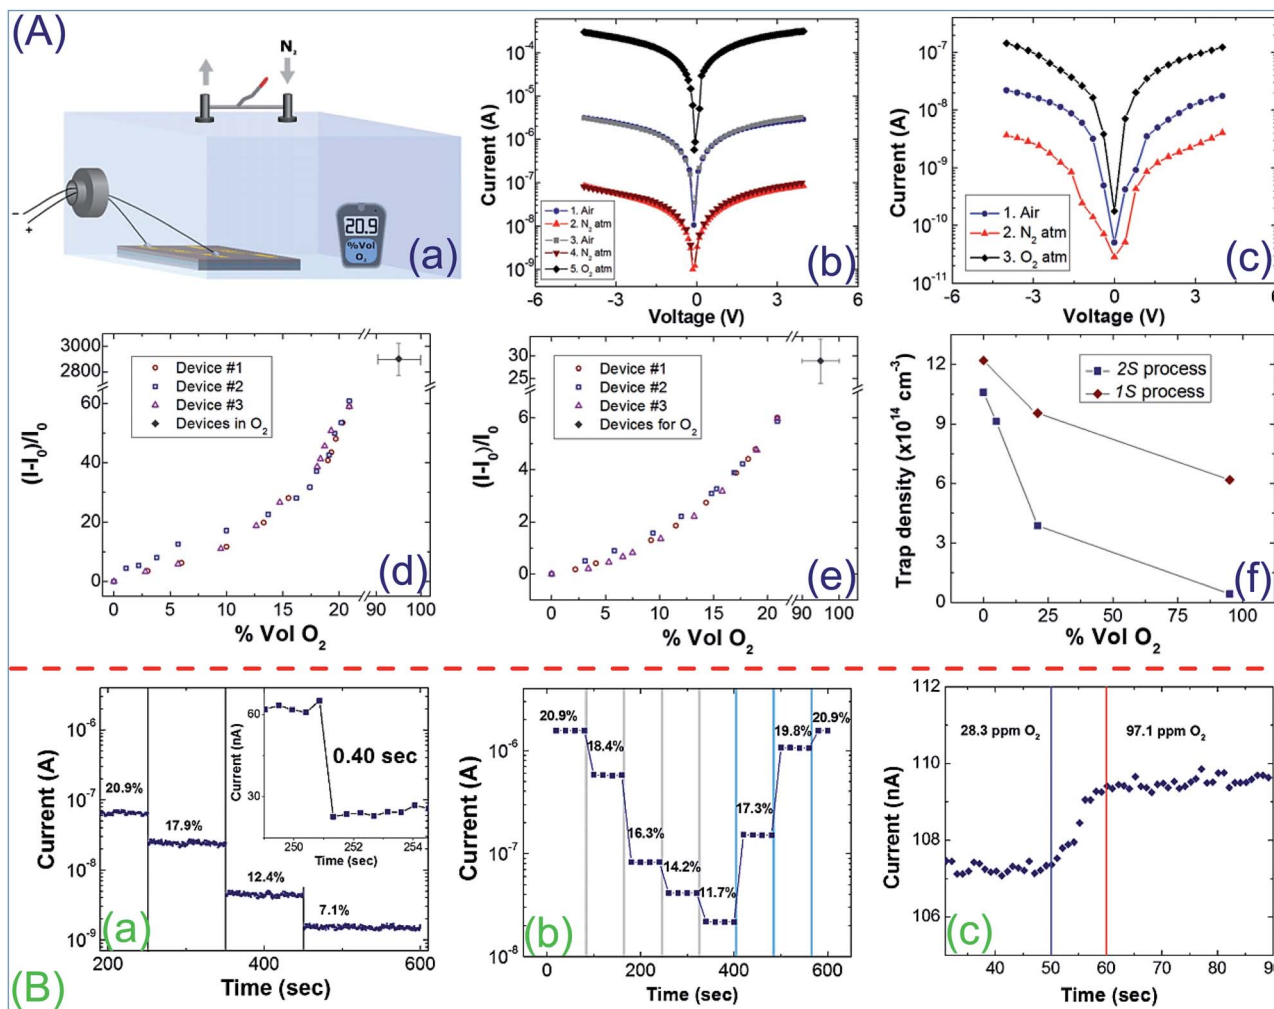 (A)
N₂
−
+
20.9
%Vol
O₂
(a)
Current (A)
10⁻⁴
10⁻⁵
10⁻⁶
10⁻⁷
10⁻⁸
10⁻⁹
1. Air
2. N₂ atm
3. Air
4. N₂ atm
5. O₂ atm
(b)
-6 -3 0 3 6
Voltage (V)
Current (A)
10⁻⁷
10⁻⁸
10⁻⁹
10⁻¹⁰
10⁻¹¹
1. Air
2. N₂ atm
3. O₂ atm
(c)
-6 -3 0 3 6
Voltage (V)
(I-I₀)/I₀
3000
2800
60
40
20
0
Device #1
Device #2
Device #3
Devices in O₂
(d)
0 5 10 15 20 90 100
% Vol O₂
(I-I₀)/I₀
30
25
6
4
2
0
Device #1
Device #2
Device #3
Devices for O₂
(e)
0 5 10 15 20 90 100
% Vol O₂
Trap density (x10¹⁴ cm⁻³)
12
9
6
3
0
2S process
1S process
(f)
0 25 50 75 100
% Vol O₂
Current (A)
10⁻⁶
10⁻⁷
10⁻⁸
10⁻⁹
20.9%
17.9%
12.4%
7.1%
Current (nA)
60
30
0.40 sec
250 252 254
Time (sec)
(a)
200 400 600
Time (sec)
(B)
Current (A)
10⁻⁶
10⁻⁷
10⁻⁸
20.9%
18.4%
16.3%
14.2%
11.7%
17.3%
19.8%
20.9%
(b)
0 200 400 600
Time (sec)
Current (nA)
112
110
108
106
28.3 ppm O₂
97.1 ppm O₂
(c)
40 50 60 70 80 90
Time (sec)